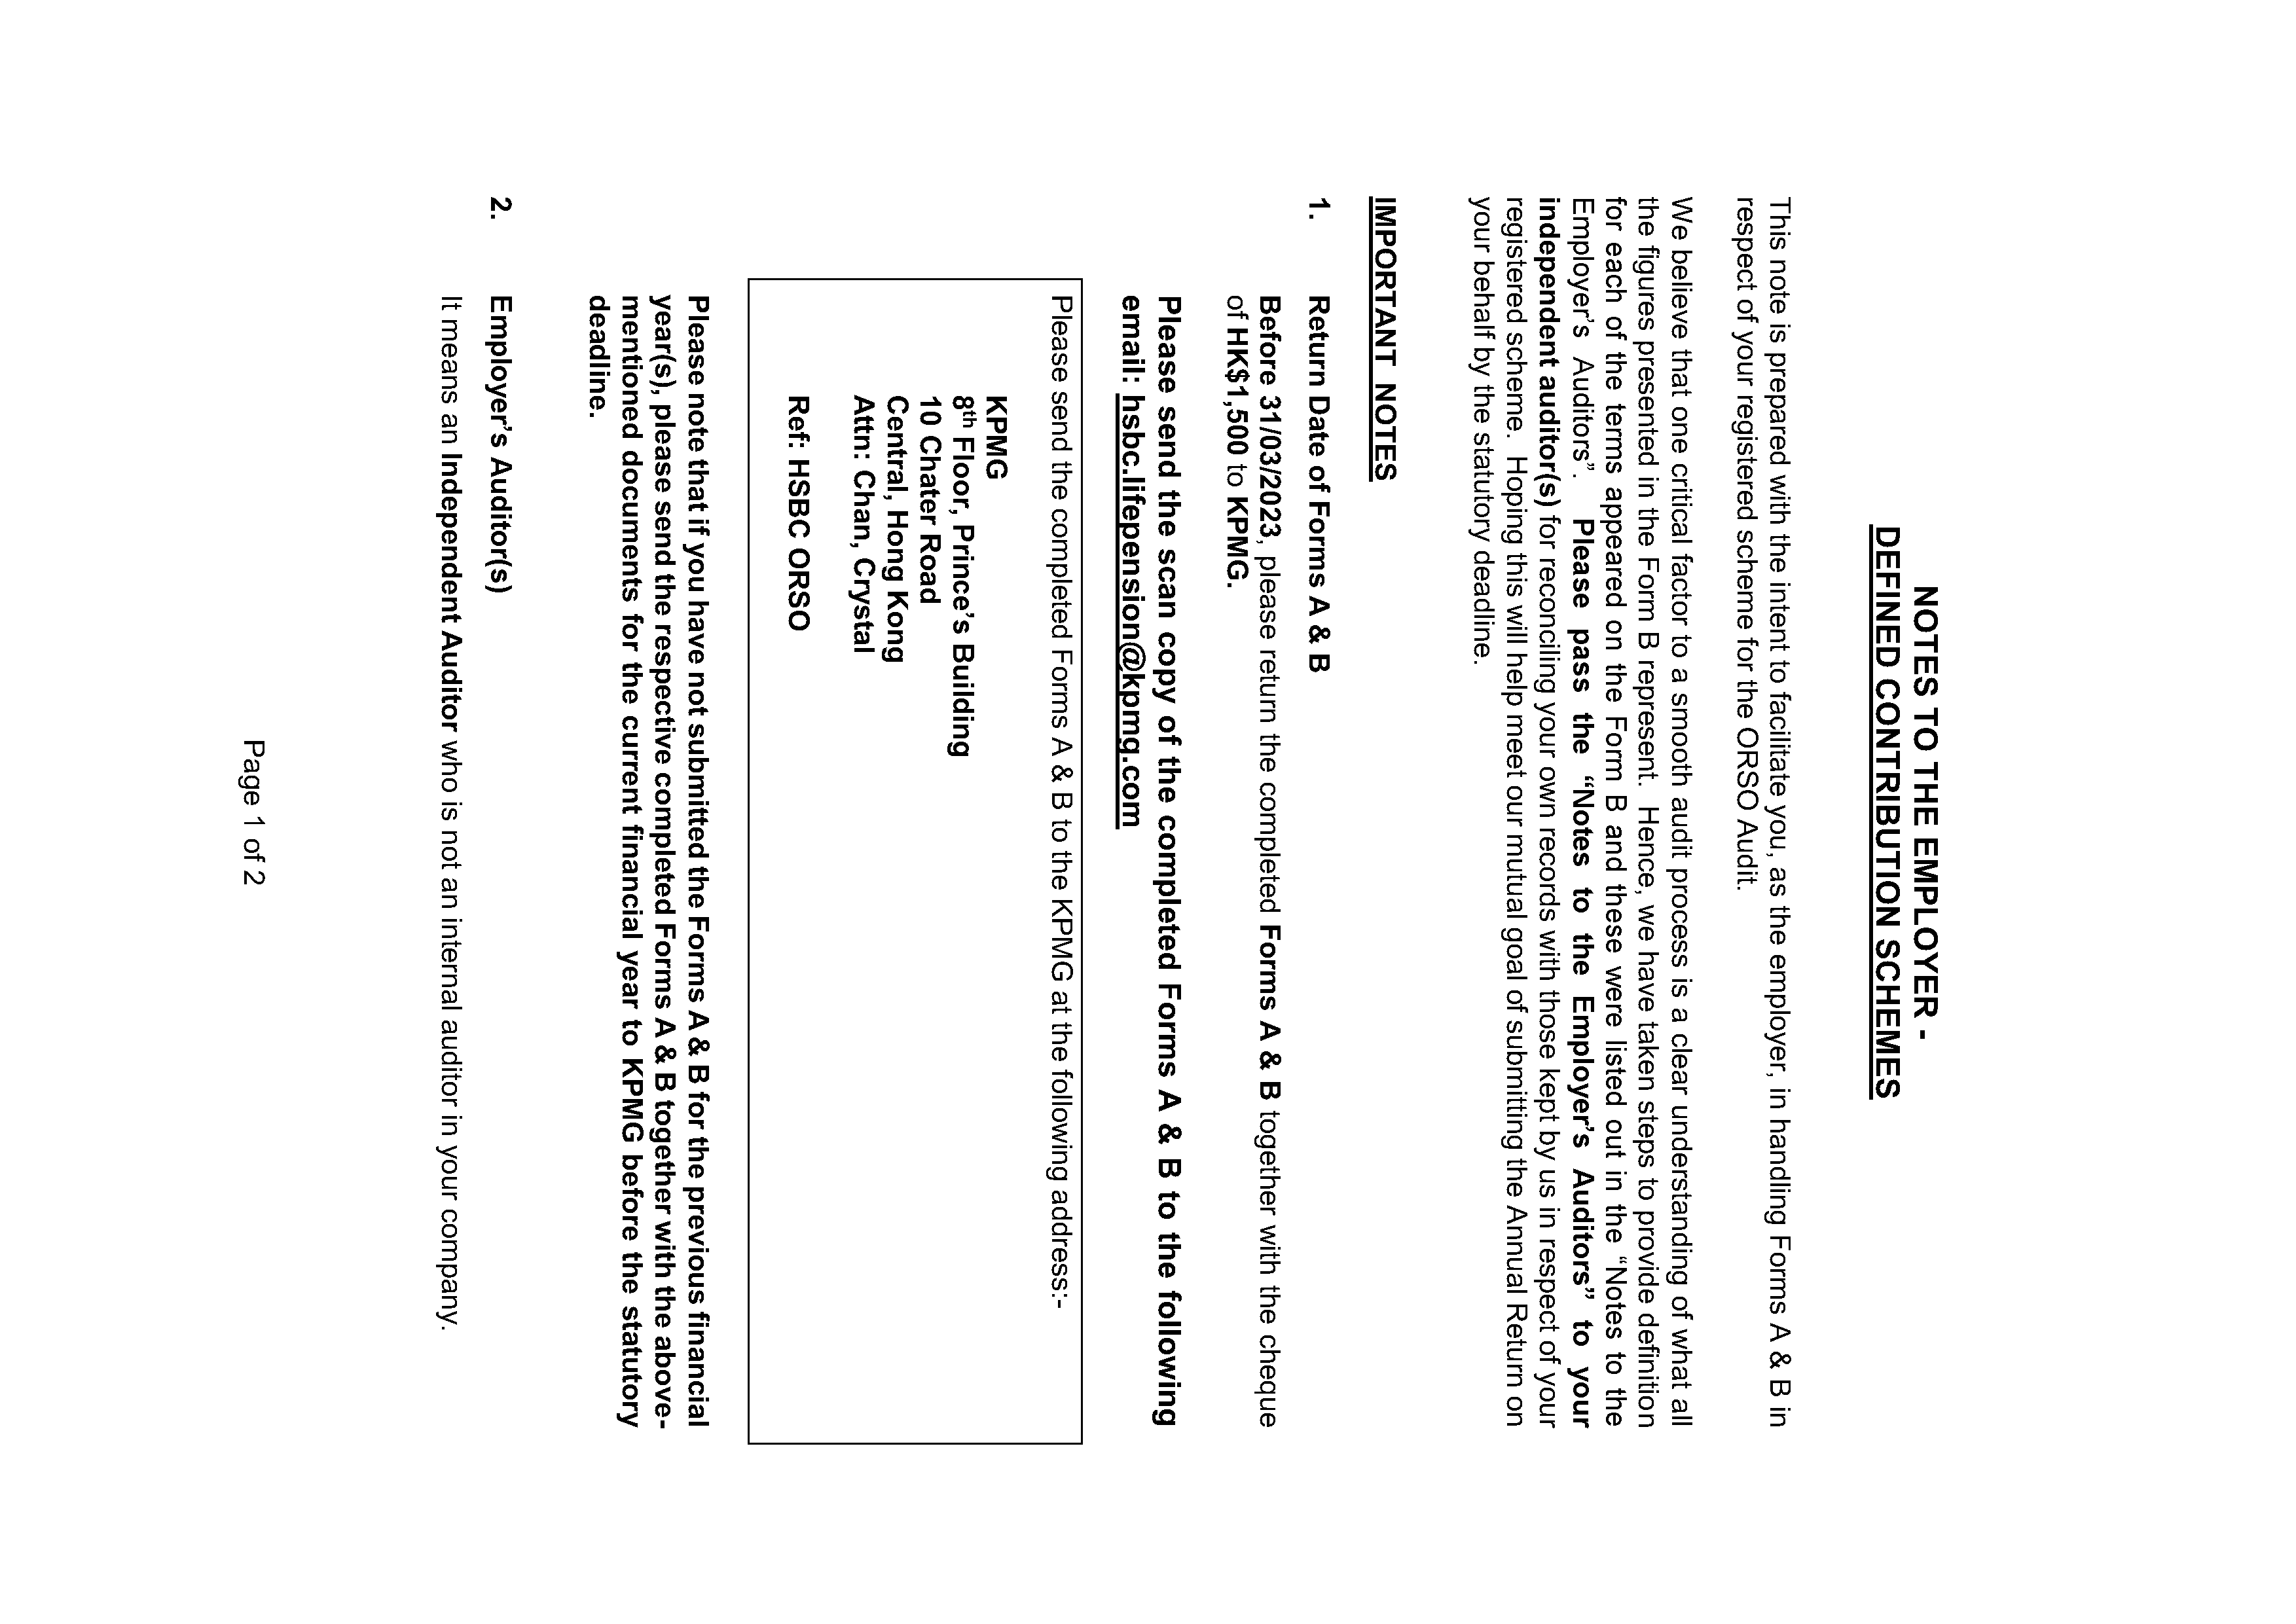 NOTES TO THE EMPLOYER -
DEFINED CONTRIBUTION SCHEMES
This note is prepared with the intent to facilitate you, as the employer, in handling Forms A & B in
respect of your registered scheme for the ORSO Audit.
We believe that one critical factor to a smooth audit process is a clear understanding of what all
the figures presented in the Form B represent. Hence, we have taken steps to provide definition
for each of the terms appeared on the Form B and these were listed out in the “Notes to the
Employer’s Auditors”. Please pass the “Notes to the Employer’s Auditors” to your
independent auditor(s) for reconciling your own records with those kept by us in respect of your
registered scheme. Hoping this will help meet our mutual goal of submitting the Annual Return on
your behalf by the statutory deadline.
IMPORTANT NOTES
1. Return Date of Forms A & B
Before 31/03/2023, please return the completed Forms A & B together with the cheque
of HK$1,500 to KPMG.
Please send the scan copy of the completed Forms A & B to the following
email: hsbc.lifepension@kpmg.com
Please send the completed Forms A & B to the KPMG at the following address:-
KPMG
8th Floor, Prince’s Building
10 Chater Road
Central, Hong Kong
Attn: Chan, Crystal
Ref: HSBC ORSO
Please note that if you have not submitted the Forms A & B for the previous financial
year(s), please send the respective completed Forms A & B together with the above-
mentioned documents for the current financial year to KPMG before the statutory
deadline.
2. Employer’s Auditor(s)
It means an Independent Auditor who is not an internal auditor in your company.
Page 1 of 2